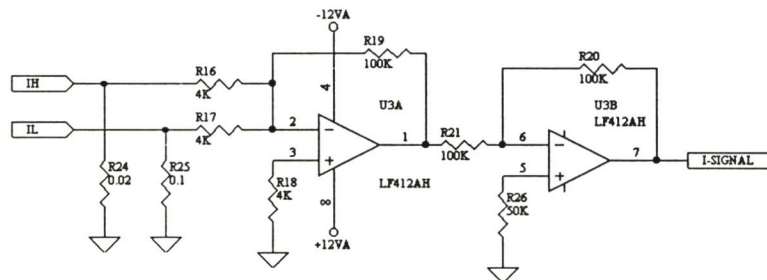 -12VA
R19
100K
R20
100K
IH
R16
4K
4
U3A
U3B
LF412AH
IL
R17
4K
2
1
R21
100K
6
7
I-SIGNAL
3
5
R24
0.02
R25
0.1
R18
4K
LF412AH
8
R26
50K
+12VA